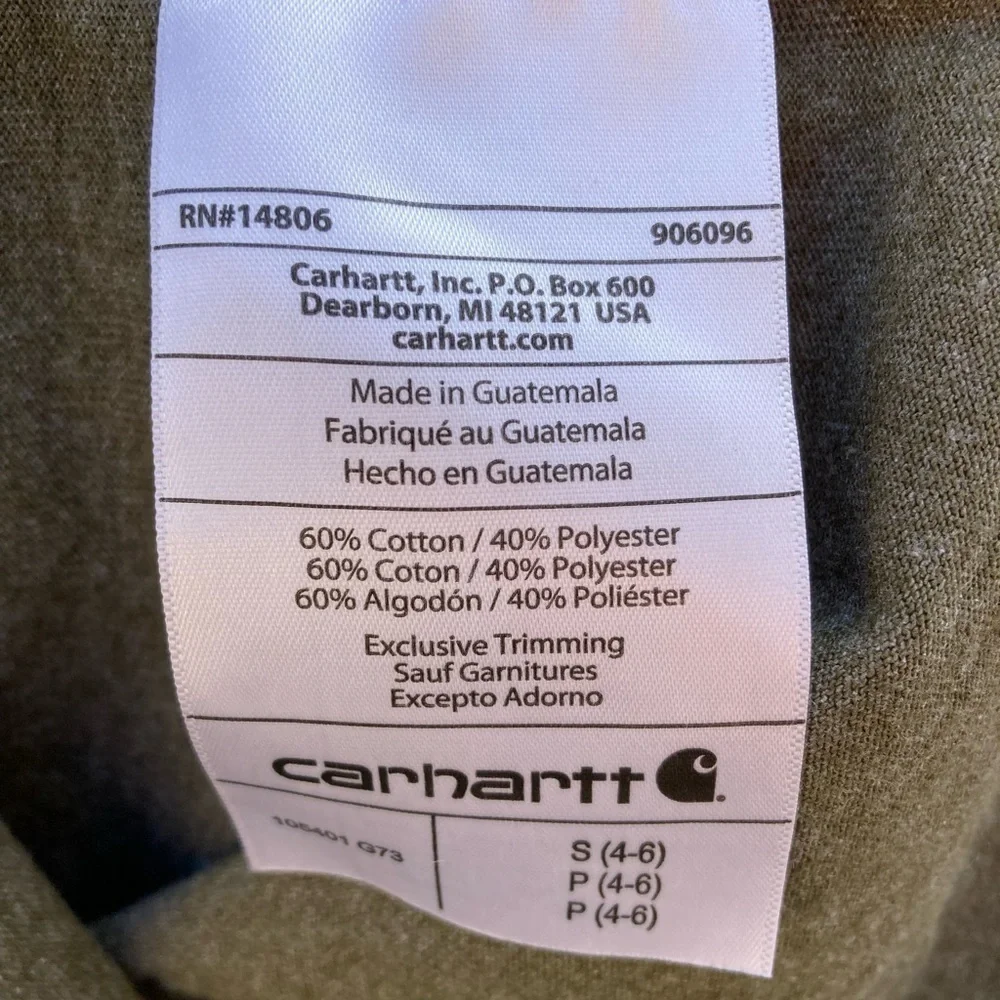 RN#14806 906096
Carhartt, Inc. P.O. Box 600
Dearborn, MI 48121 USA
carhartt.com
Made in Guatemala
Fabriqué au Guatemala
Hecho en Guatemala
60% Cotton / 40% Polyester
60% Coton / 40% Polyester
60% Algodón / 40% Poliéster
Exclusive Trimming
Sauf Garnitures
Excepto Adorno
carhartt
105401 G73
S (4-6)
P (4-6)
P (4-6)